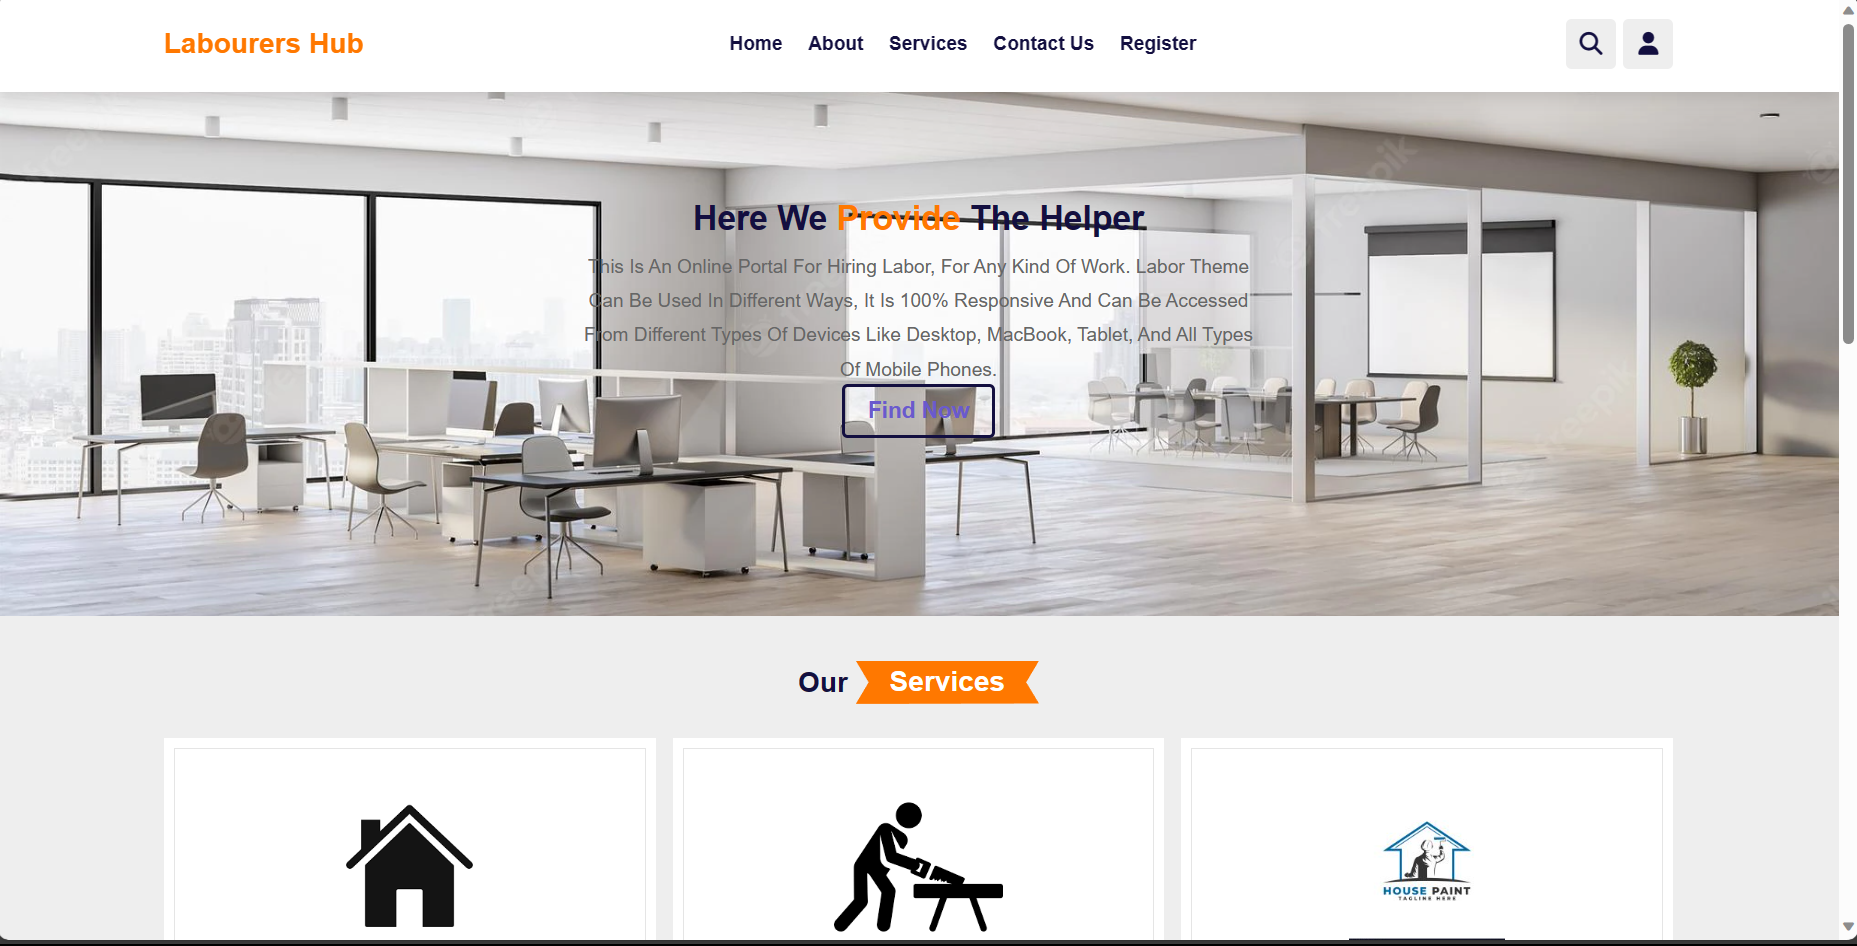 Labourers Hub
Home About Services Contact Us Register
Here We Provide The Helper
This Is An Online Portal For Hiring Labor, For Any Kind Of Work. Labor Theme
Can Be Used In Different Ways, It Is 100% Responsive And Can Be Accessed
From Different Types Of Devices Like Desktop, MacBook, Tablet, And All Types
Of Mobile Phones.
Find Now
Our Services
HOUSE PAINT
TAGLINE HERE